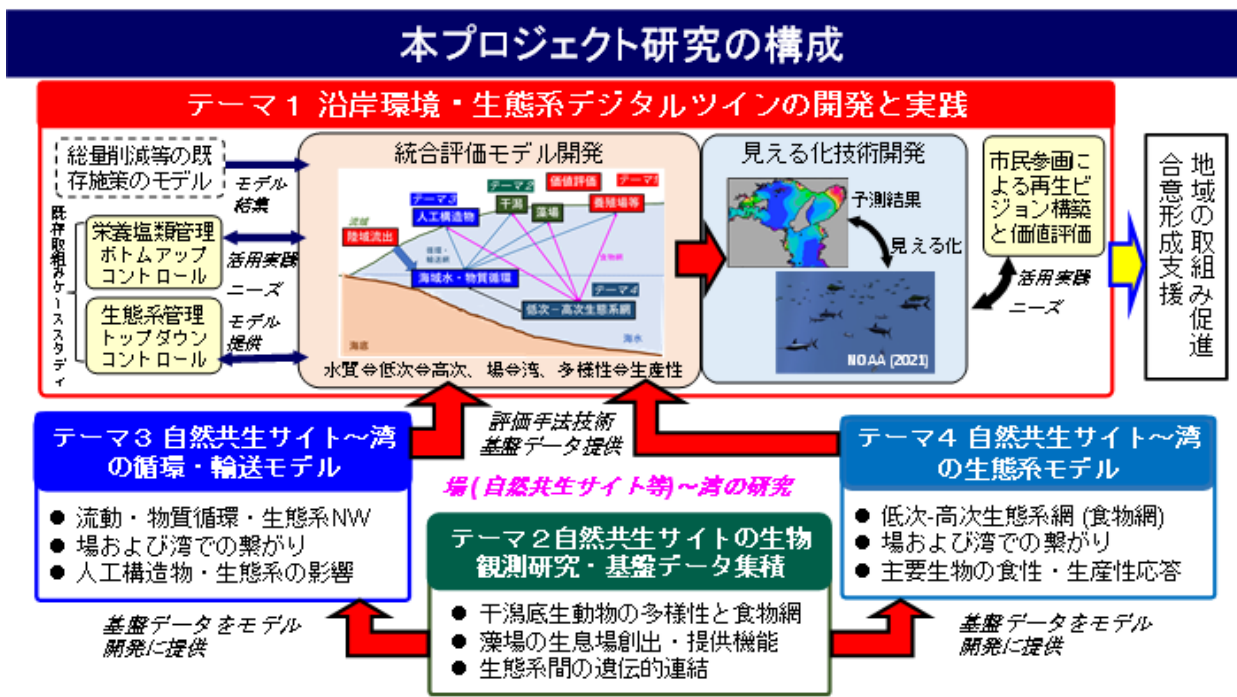 本プロジェクト研究の構成
テーマ１ 沿岸環境・生態系デジタルツインの開発と実践
総量削減等の既
存施策のモデル
モデル
結集
既存取組みケーススタディ
栄養塩類管理
ボトムアップ
コントロール
活用実践
ニーズ
生態系管理
トップダウン
コントロール
モデル
提供
統合評価モデル開発
テーマ2
価値評価
テーマ1
テーマ3
干潟
養殖場等
人工構造物
藻場
流域
陸域流出
循環・
輸送網
食物網
海域水・物質循環
テーマ4
低次－高次生態系網
海底
海水
水質⇔低次⇔高次、場⇔湾、多様性⇔生産性
見える化技術開発
予測結果
見える化
NOAA (2021)
市民参画に
よる再生ビ
ジョン構築
と価値評価
活用実践
ニーズ
地域の取組み促進
合意形成支援
評価手法技術
基盤データ提供
場(自然共生サイト等)～湾の研究
テーマ３ 自然共生サイト～湾
の循環・輸送モデル
● 流動・物質循環・生態系NW
● 場および湾での繋がり
● 人工構造物・生態系の影響
テーマ２自然共生サイトの生物
観測研究・基盤データ集積
● 干潟底生動物の多様性と食物網
● 藻場の生息場創出・提供機能
● 生態系間の遺伝的連結
テーマ４ 自然共生サイト～湾
の生態系モデル
● 低次-高次生態系網 (食物網)
● 場および湾での繋がり
● 主要生物の食性・生産性応答
基盤データをモデル
開発に提供
基盤データをモデル
開発に提供